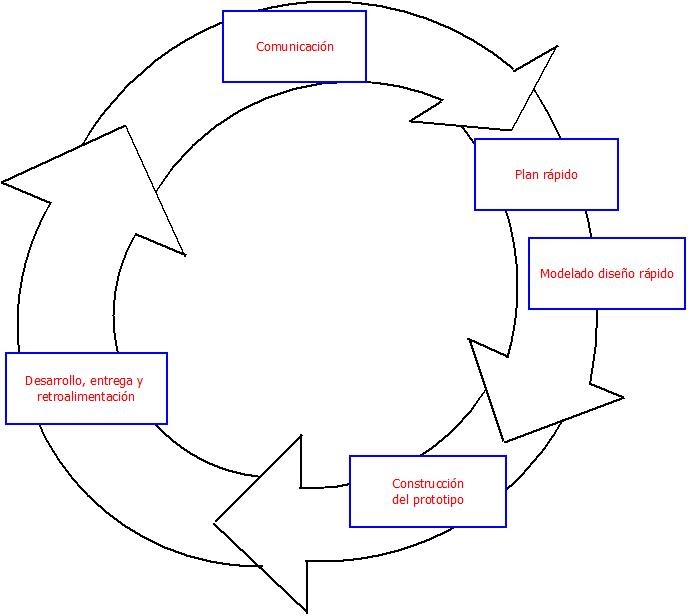 Comunicación
Plan rápido
Modelado diseño rápido
Construcción
del prototipo
Desarrollo, entrega y
retroalimentación